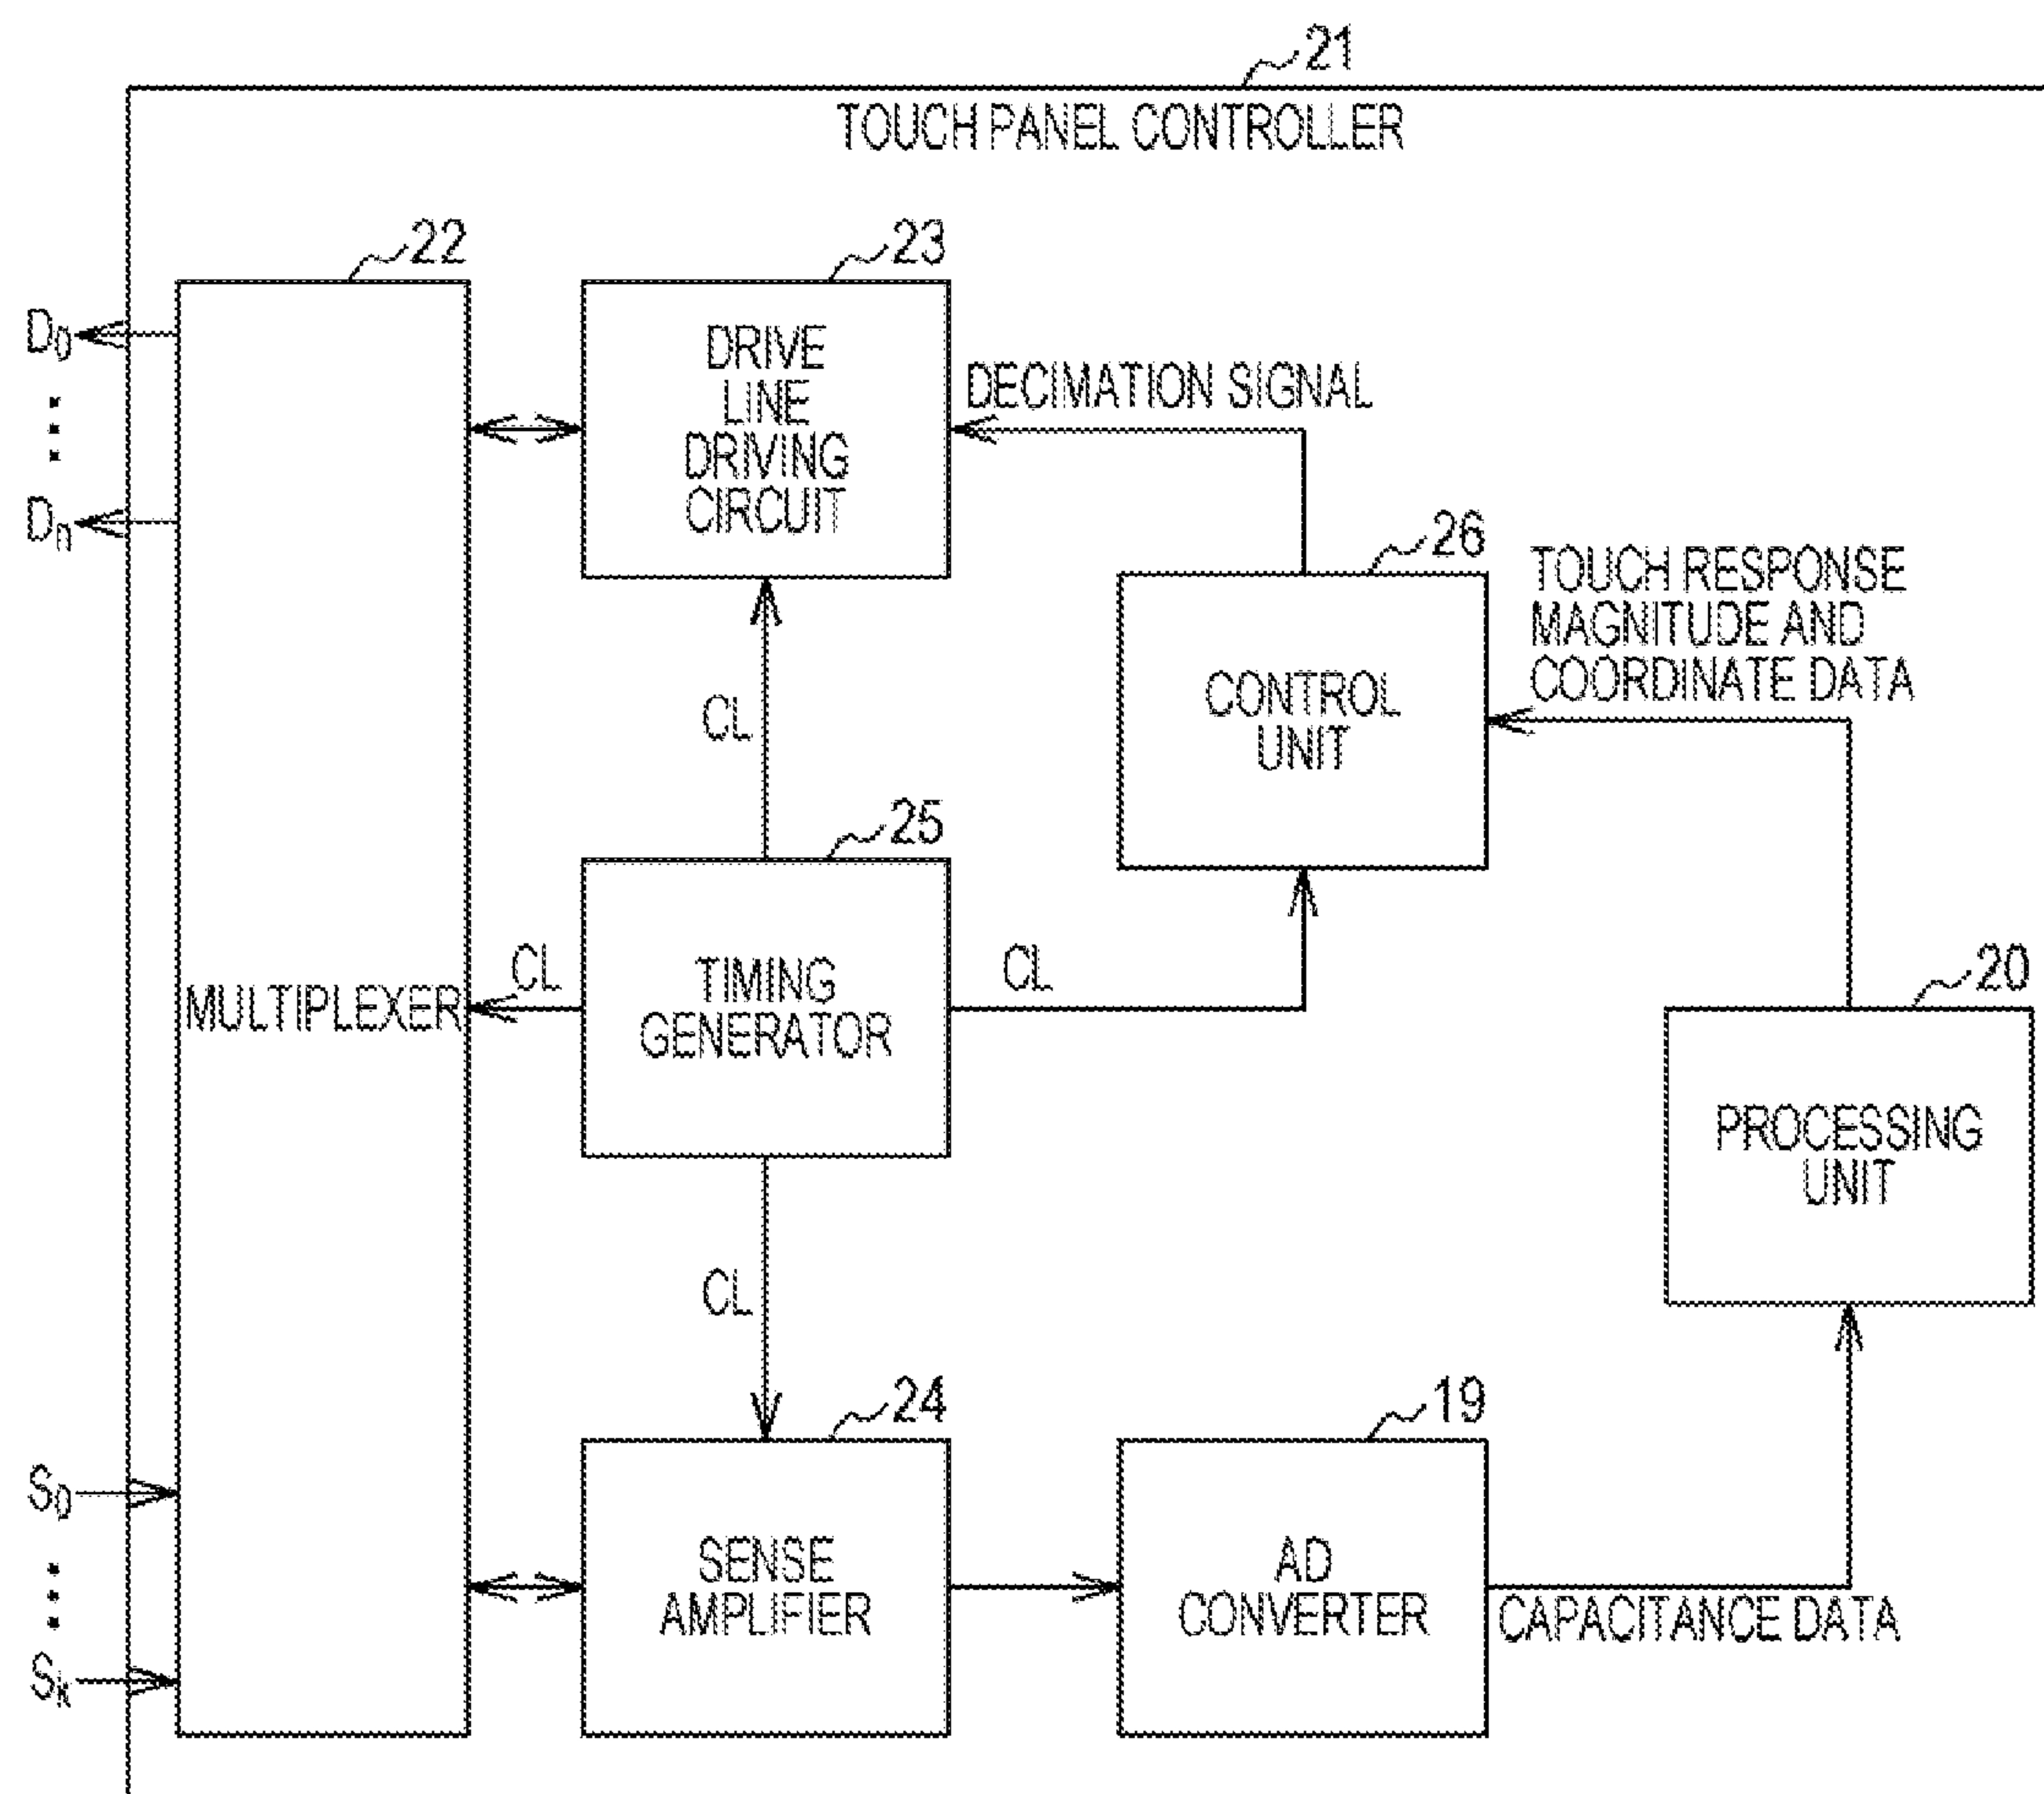 21
TOUCH PANEL CONTROLLER
22
23
D0
DRIVE
LINE
DRIVING
CIRCUIT
DECIMATION SIGNAL
Dn
26
TOUCH RESPONSE
MAGNITUDE AND
COORDINATE DATA
CONTROL
UNIT
CL
25
20
CL
TIMING
GENERATOR
CL
MULTIPLEXER
PROCESSING
UNIT
CL
24
19
S0
SENSE
AMPLIFIER
AD
CONVERTER
CAPACITANCE DATA
Sk